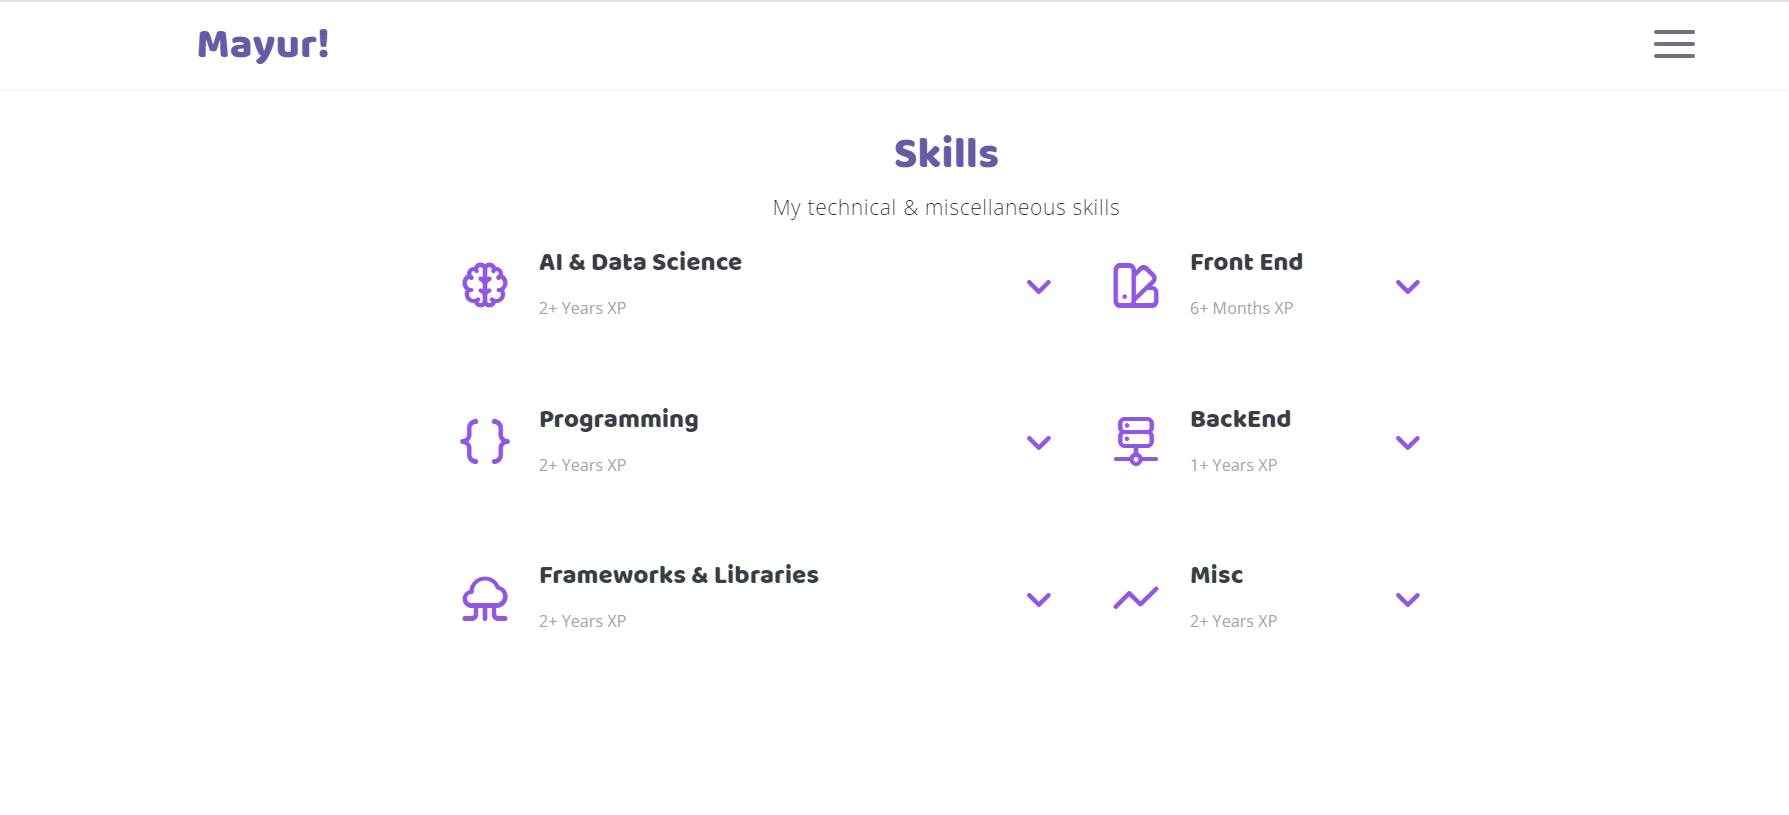 Mayur!
Skills
My technical & miscellaneous skills
AI & Data Science
2+ Years XP
Front End
6+ Months XP
Programming
2+ Years XP
BackEnd
1+ Years XP
Frameworks & Libraries
2+ Years XP
Misc
2+ Years XP